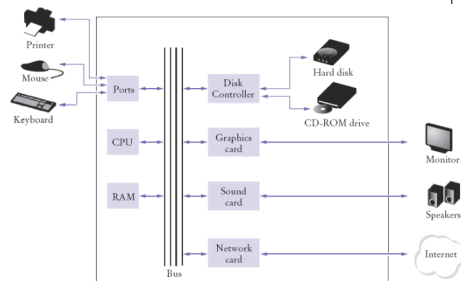 Printer
Mouse
Keyboard
Ports
CPU
RAM
Bus
Disk
Controller
Graphics
card
Sound
card
Network
card
Hard disk
CD-ROM drive
Monitor
Speakers
Internet